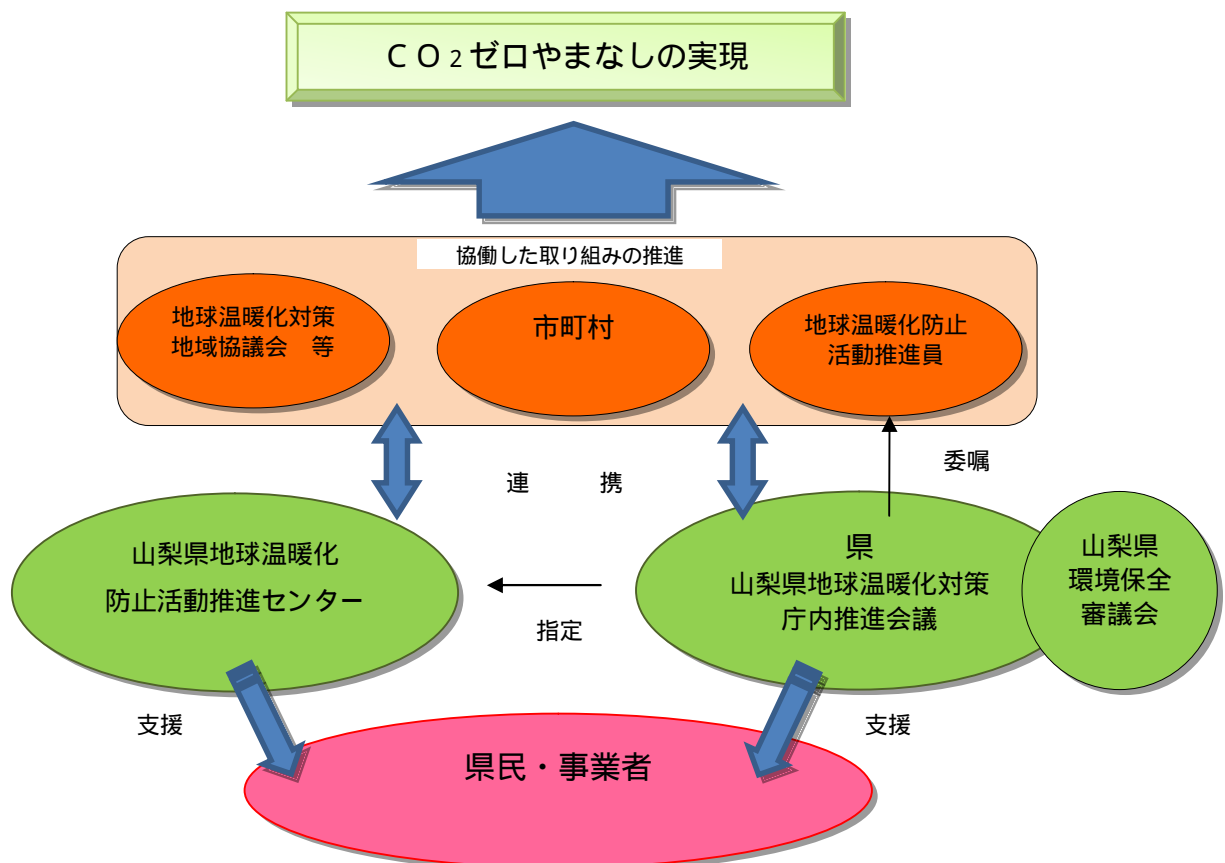 ＣＯ２ゼロやまなしの実現
協働した取り組みの推進
地球温暖化対策
地域協議会　等
市町村
地球温暖化防止
活動推進員
連　　携
委嘱
山梨県地球温暖化
防止活動推進センター
指定
県
山梨県地球温暖化対策
庁内推進会議
山梨県
環境保全
審議会
支援
支援
県民・事業者